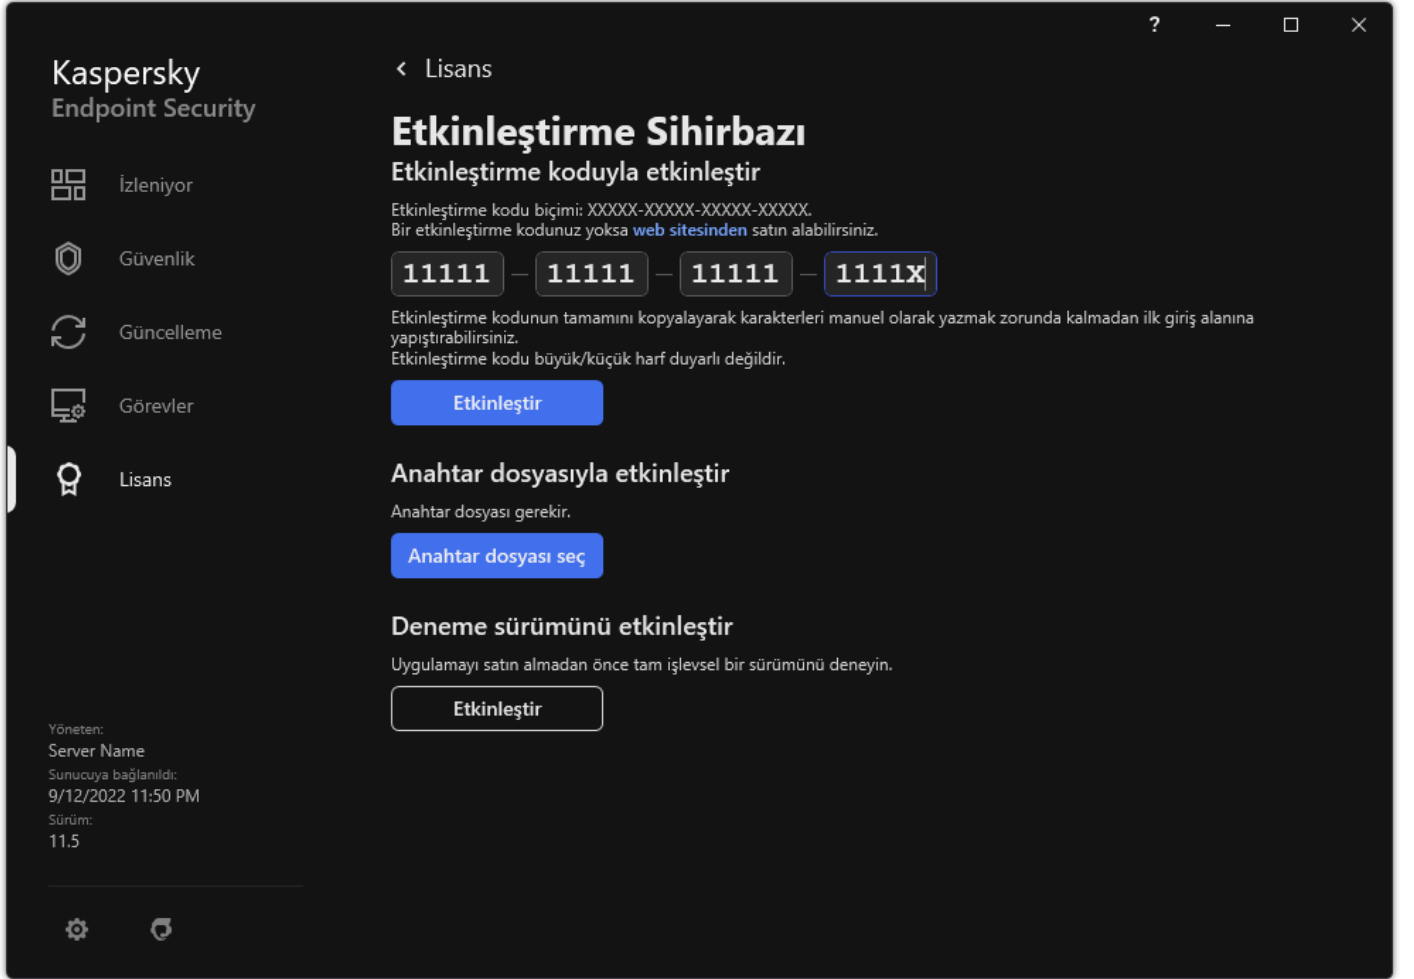 ?
Kaspersky
Endpoint Security
İzleniyor
Güvenlik
Güncelleme
Görevler
Lisans
Yöneten:
Server Name
Sunucuya bağlanıldı:
9/12/2022 11:50 PM
Sürüm:
11.5
Lisans
Etkinleştirme Sihirbazı
Etkinleştirme koduyla etkinleştir
Etkinleştirme kodu biçimi: XXXXX-XXXXX-XXXXX-XXXXX.
Bir etkinleştirme kodunuz yoksa web sitesinden satın alabilirsiniz.
11111 – 11111 – 11111 – 1111X
Etkinleştirme kodunun tamamını kopyalayarak karakterleri manuel olarak yazmak zorunda kalmadan ilk giriş alanına
yapıştırabilirsiniz.
Etkinleştirme kodu büyük/küçük harf duyarlı değildir.
Etkinleştir
Anahtar dosyasıyla etkinleştir
Anahtar dosyası gerekir.
Anahtar dosyası seç
Deneme sürümünü etkinleştir
Uygulamayı satın almadan önce tam işlevsel bir sürümünü deneyin.
Etkinleştir